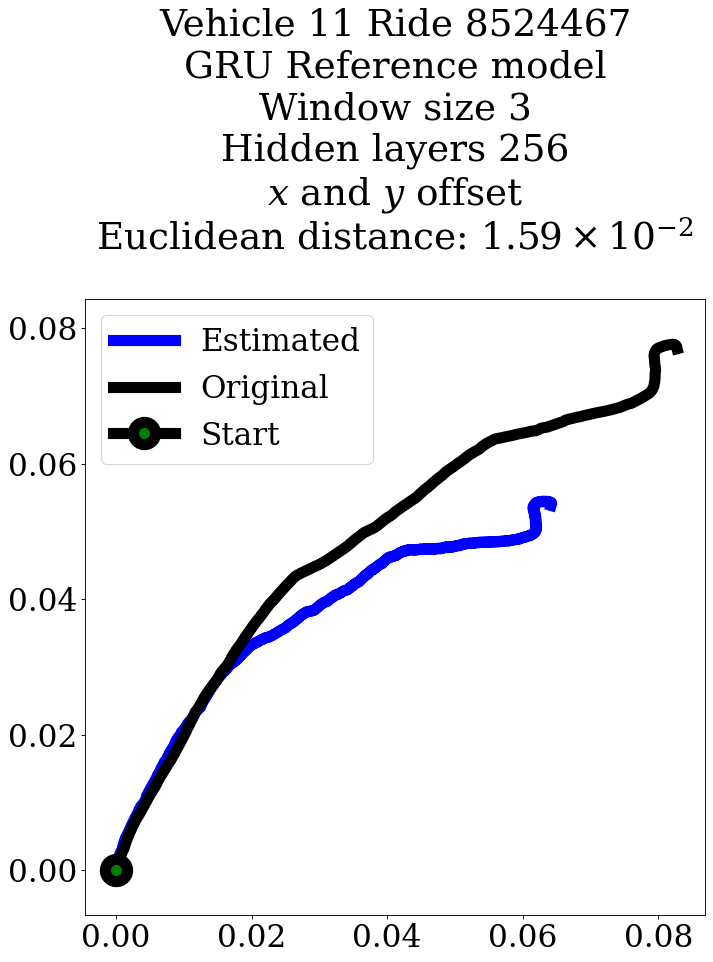 Vehicle 11 Ride 8524467
GRU Reference model
Window size 3
Hidden layers 256
x and y offset
Euclidean distance: 1.59 × 10⁻²
Estimated
Original
Start
0.08
0.06
0.04
0.02
0.00
0.00 0.02 0.04 0.06 0.08